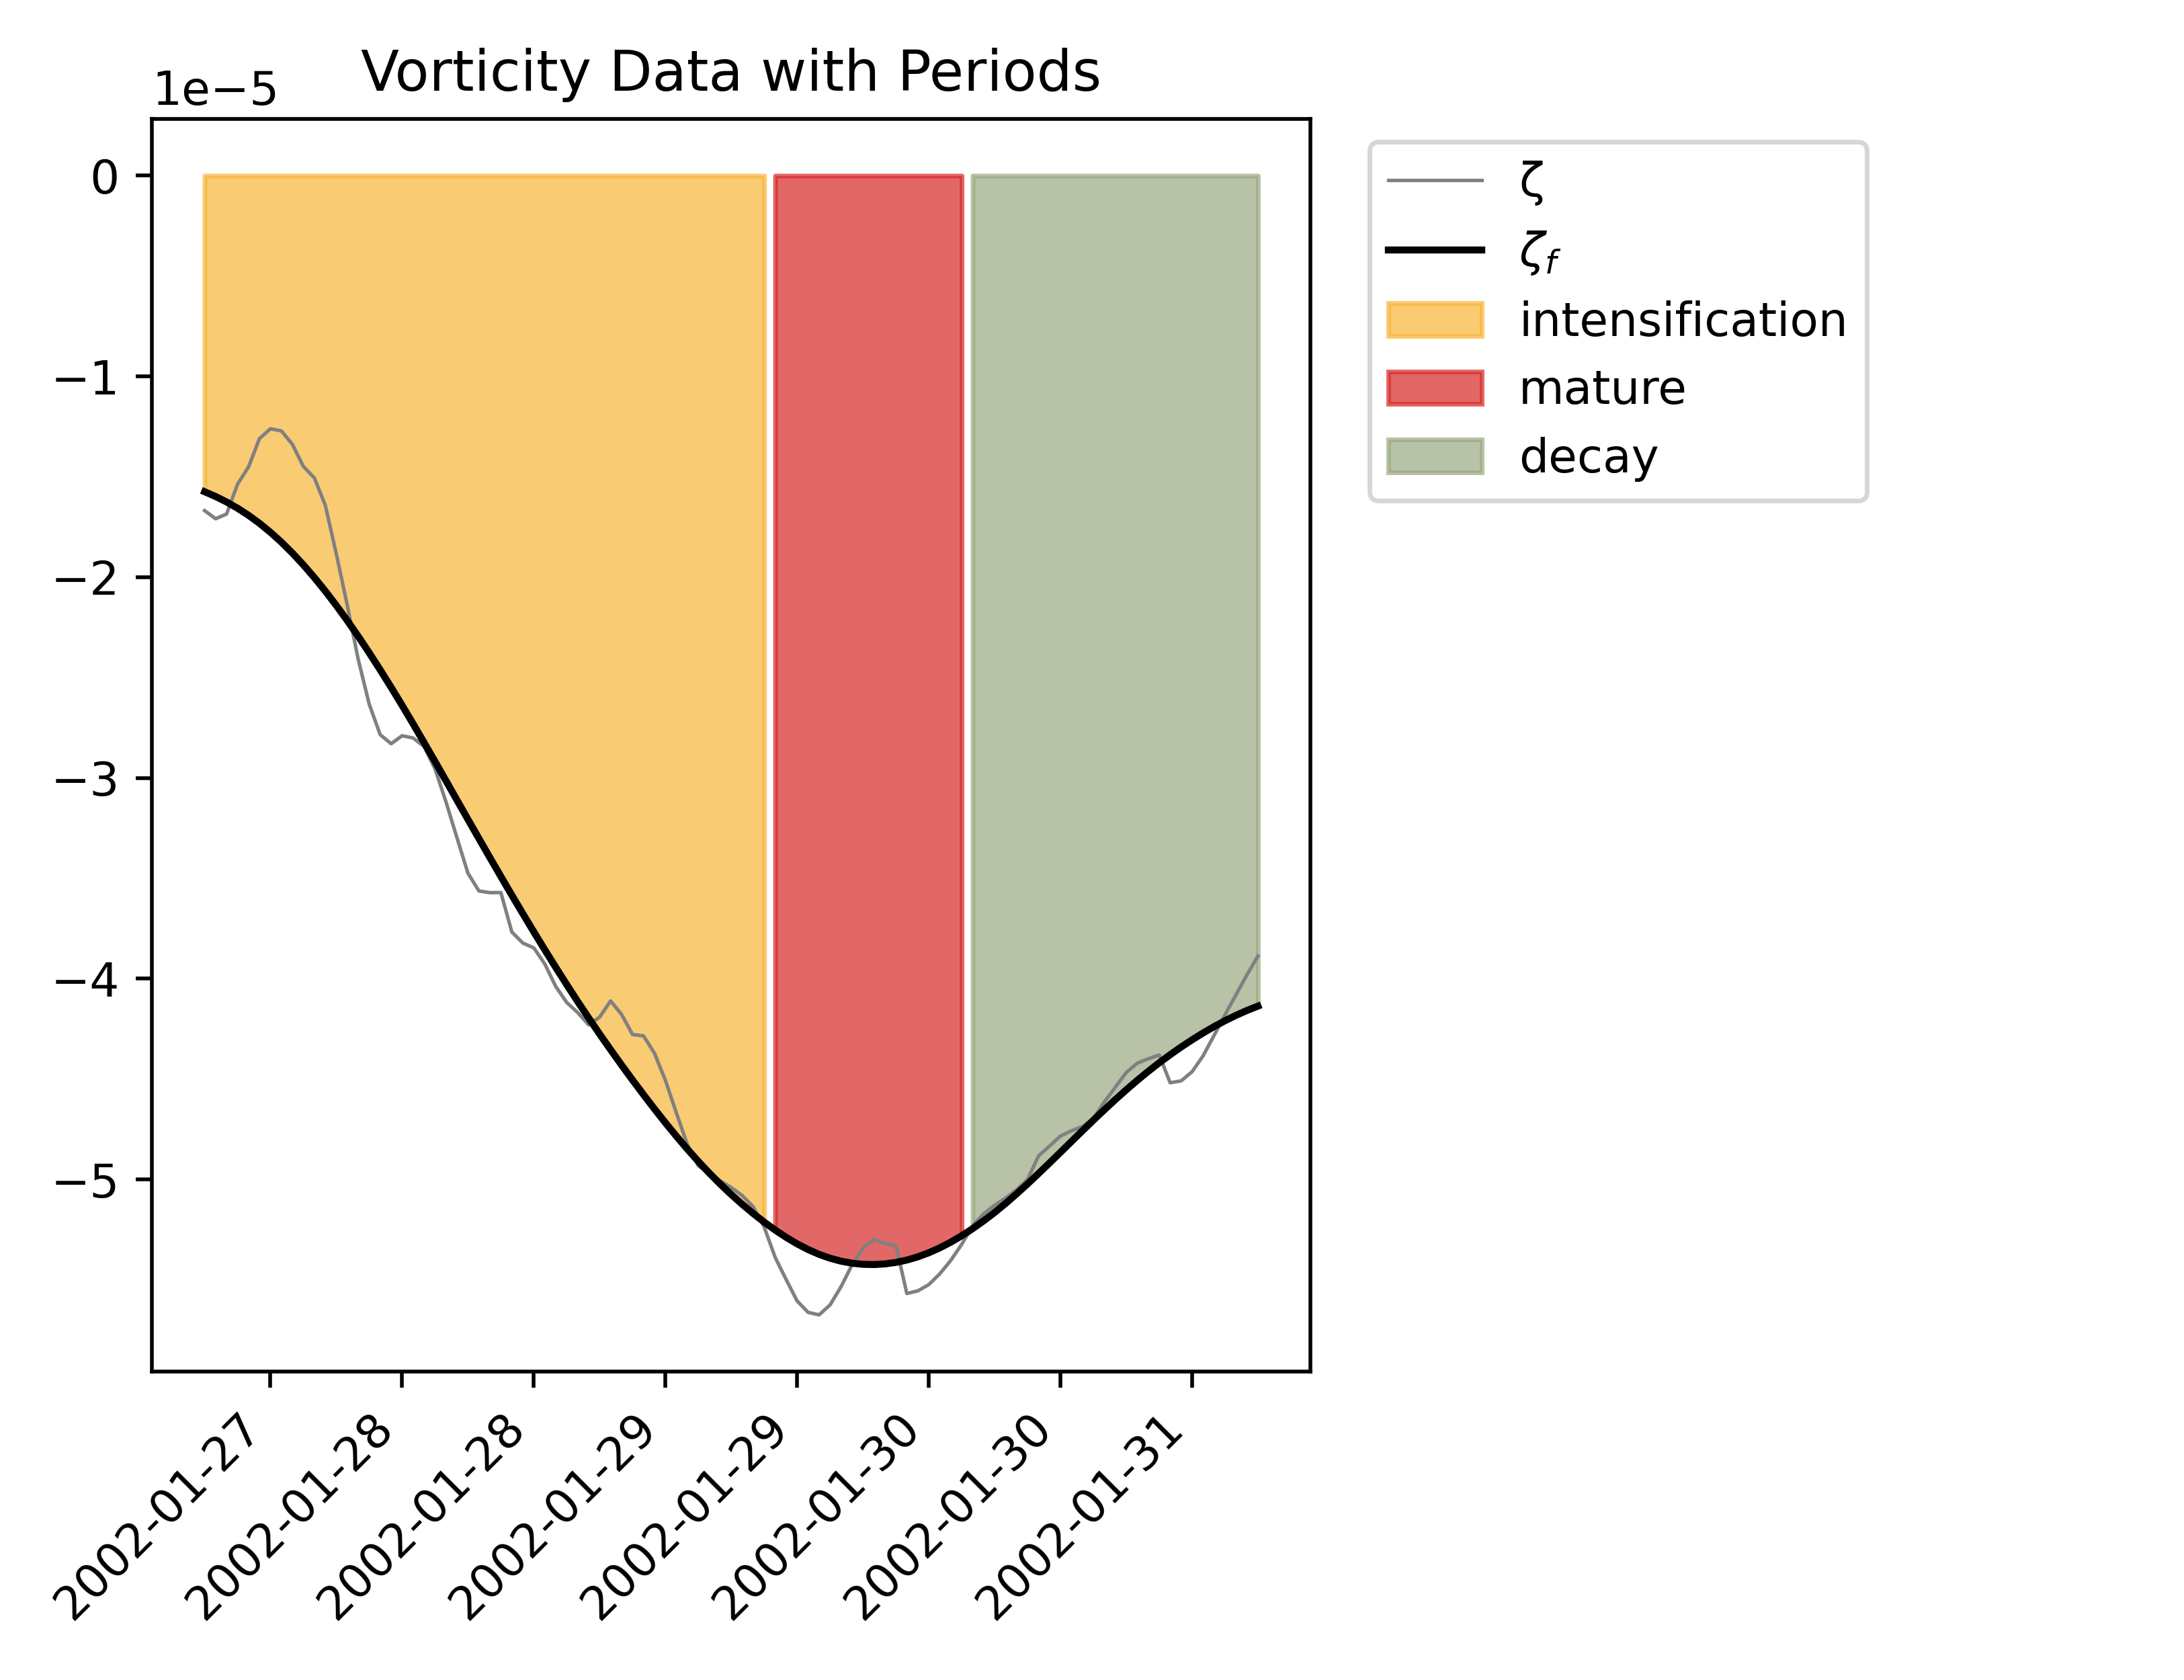 Vorticity Data with Periods
1e−5
0
−1
−2
−3
−4
−5
2002-01-27
2002-01-28
2002-01-28
2002-01-29
2002-01-29
2002-01-30
2002-01-30
2002-01-31
ζ
ζf
intensification
mature
decay